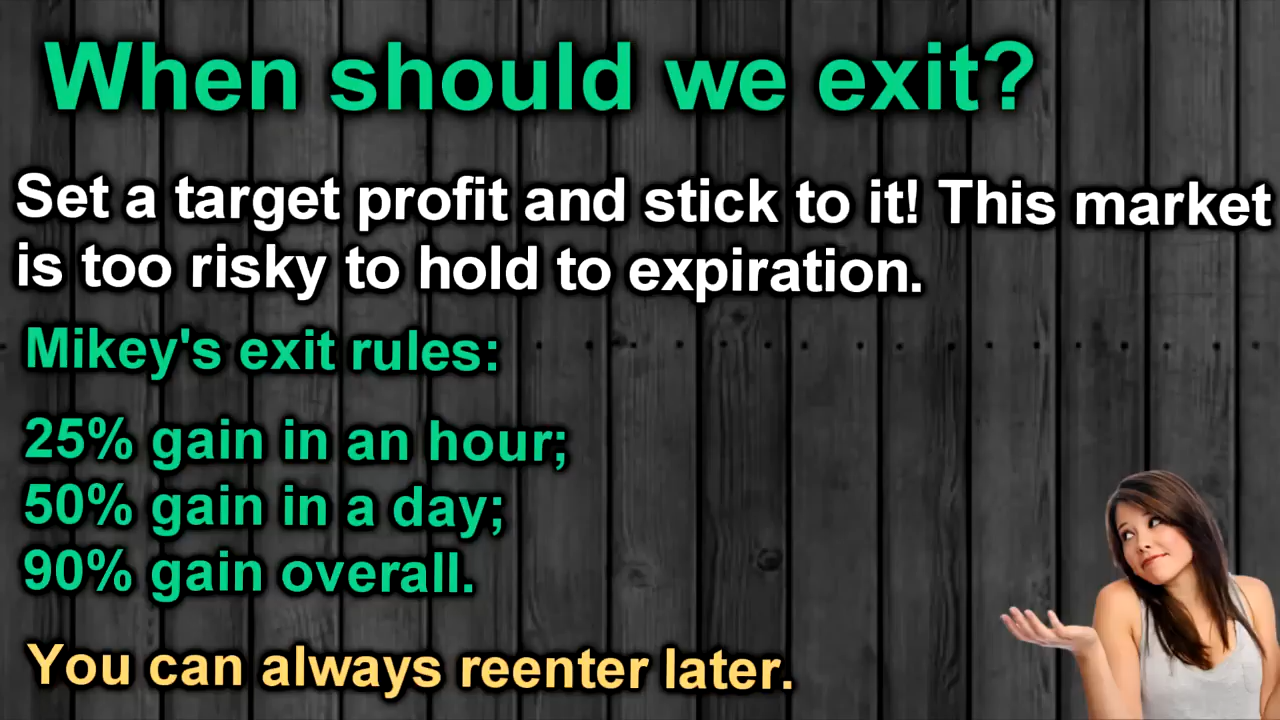 When should we exit?
Set a target profit and stick to it! This market
is too risky to hold to expiration.
Mikey's exit rules:
25% gain in an hour;
50% gain in a day;
90% gain overall.
You can always reenter later.